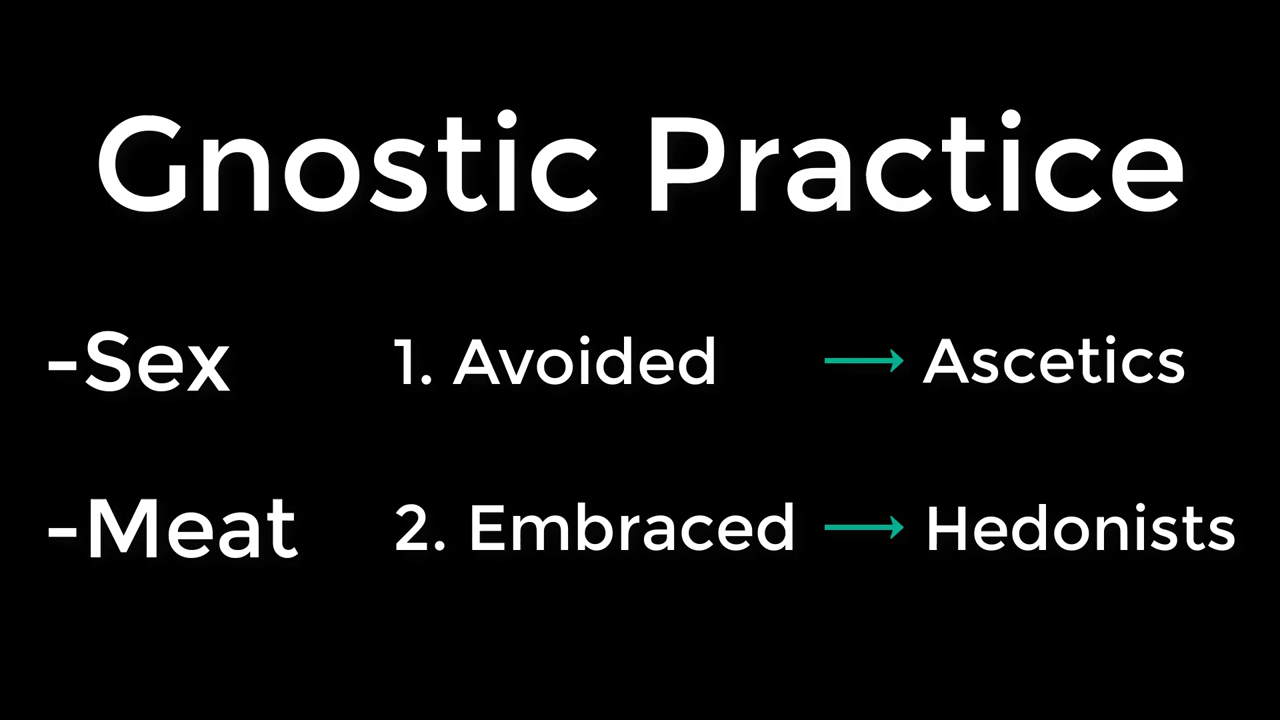 Gnostic Practice
-Sex 1. Avoided → Ascetics
-Meat 2. Embraced → Hedonists